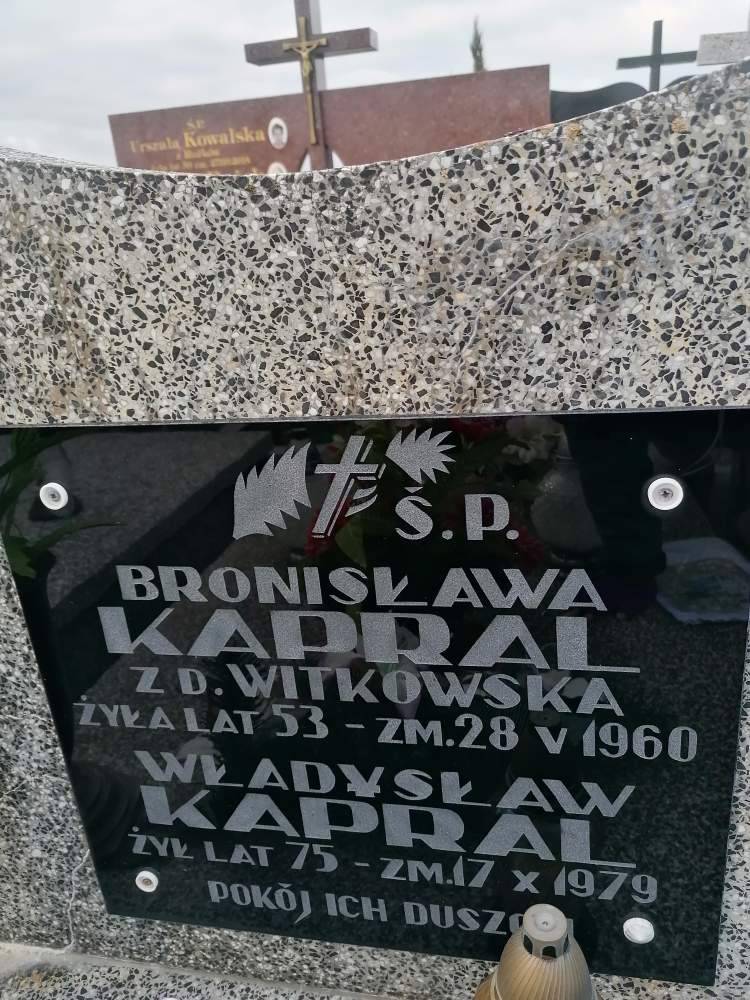 Ś.P.
Urszula Kowalska
Ś.P.
BRONISŁAWA
KAPRAL
Z D. WITKOWSKA
ŻYŁA LAT 53 - ZM. 28 V 1960
WŁADYSŁAW
KAPRAL
ŻYŁ LAT 75 - ZM. 17 X 1979
POKÓJ ICH